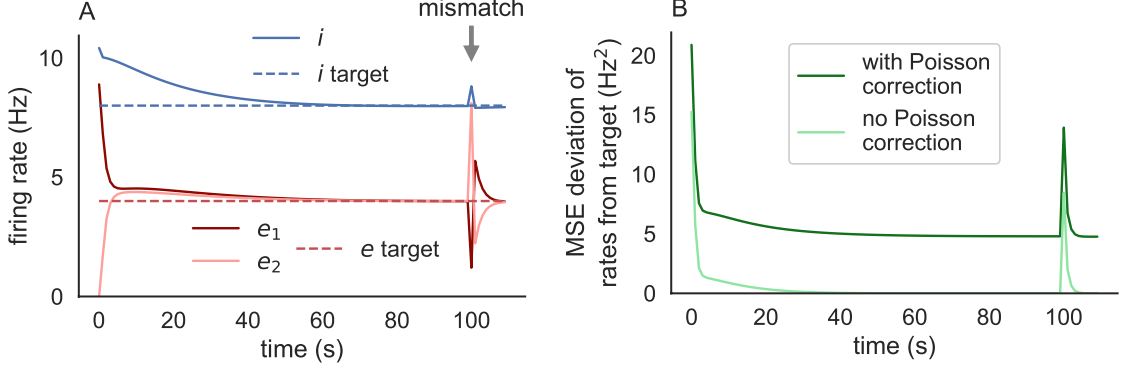 A
mismatch
firing rate (Hz)
10
5
0
i
i target
e1
e2
e target
0 20 40 60 80 100
time (s)
B
MSE deviation of
rates from target (Hz²)
20
15
10
5
0
with Poisson
correction
no Poisson
correction
0 20 40 60 80 100
time (s)